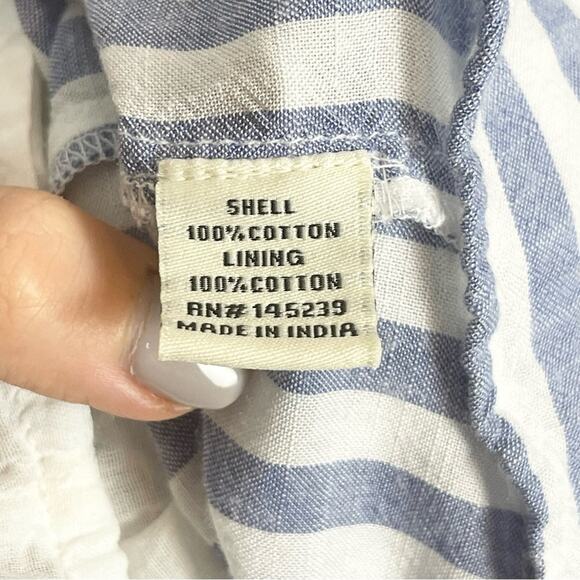 SHELL
100%COTTON
LINING
100%COTTON
RN# 145239
MADE IN INDIA